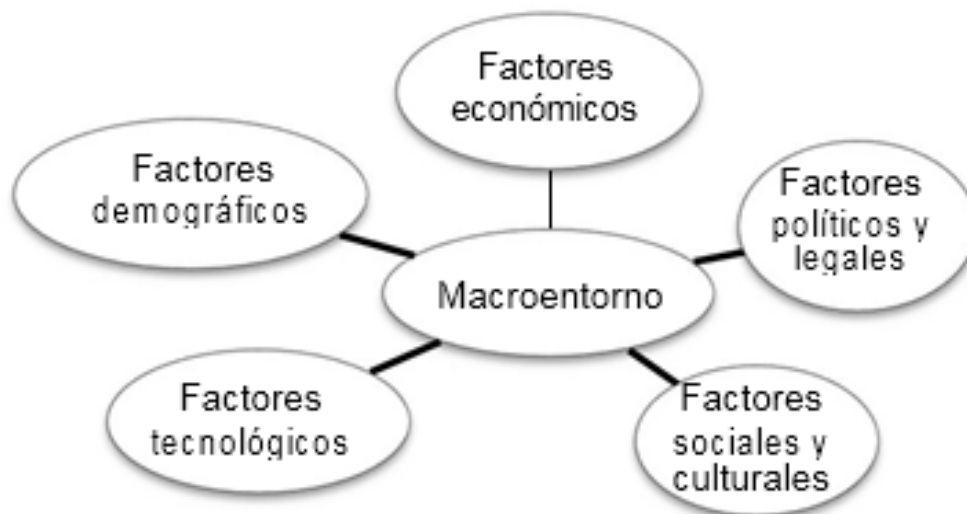 Factores
económicos
Factores
demográficos
Factores
políticos y
legales
Macroentorno
Factores
tecnológicos
Factores
sociales y
culturales